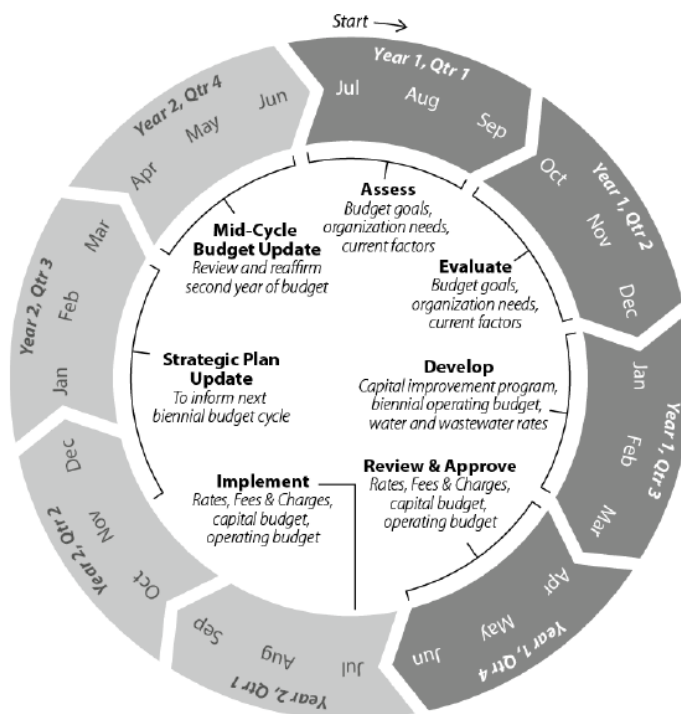 Start
Year 1, Qtr 1
Jul
Aug
Sep
Year 1, Qtr 2
Oct
Nov
Dec
Year 1, Qtr 3
Jan
Feb
Mar
Year 1, Qtr 4
Apr
May
Jun
Year 2, Qtr 1
Jul
Aug
Sep
Year 2, Qtr 2
Oct
Nov
Dec
Year 2, Qtr 3
Jan
Feb
Mar
Year 2, Qtr 4
Apr
May
Jun
Assess
Budget goals,
organization needs,
current factors
Evaluate
Budget goals,
organization needs,
current factors
Develop
Capital improvement program,
biennial operating budget,
water and wastewater rates
Review & Approve
Rates, Fees & Charges,
capital budget,
operating budget
Implement
Rates, Fees & Charges,
capital budget,
operating budget
Strategic Plan
Update
To inform next
biennial budget cycle
Mid-Cycle
Budget Update
Review and reaffirm
second year of budget